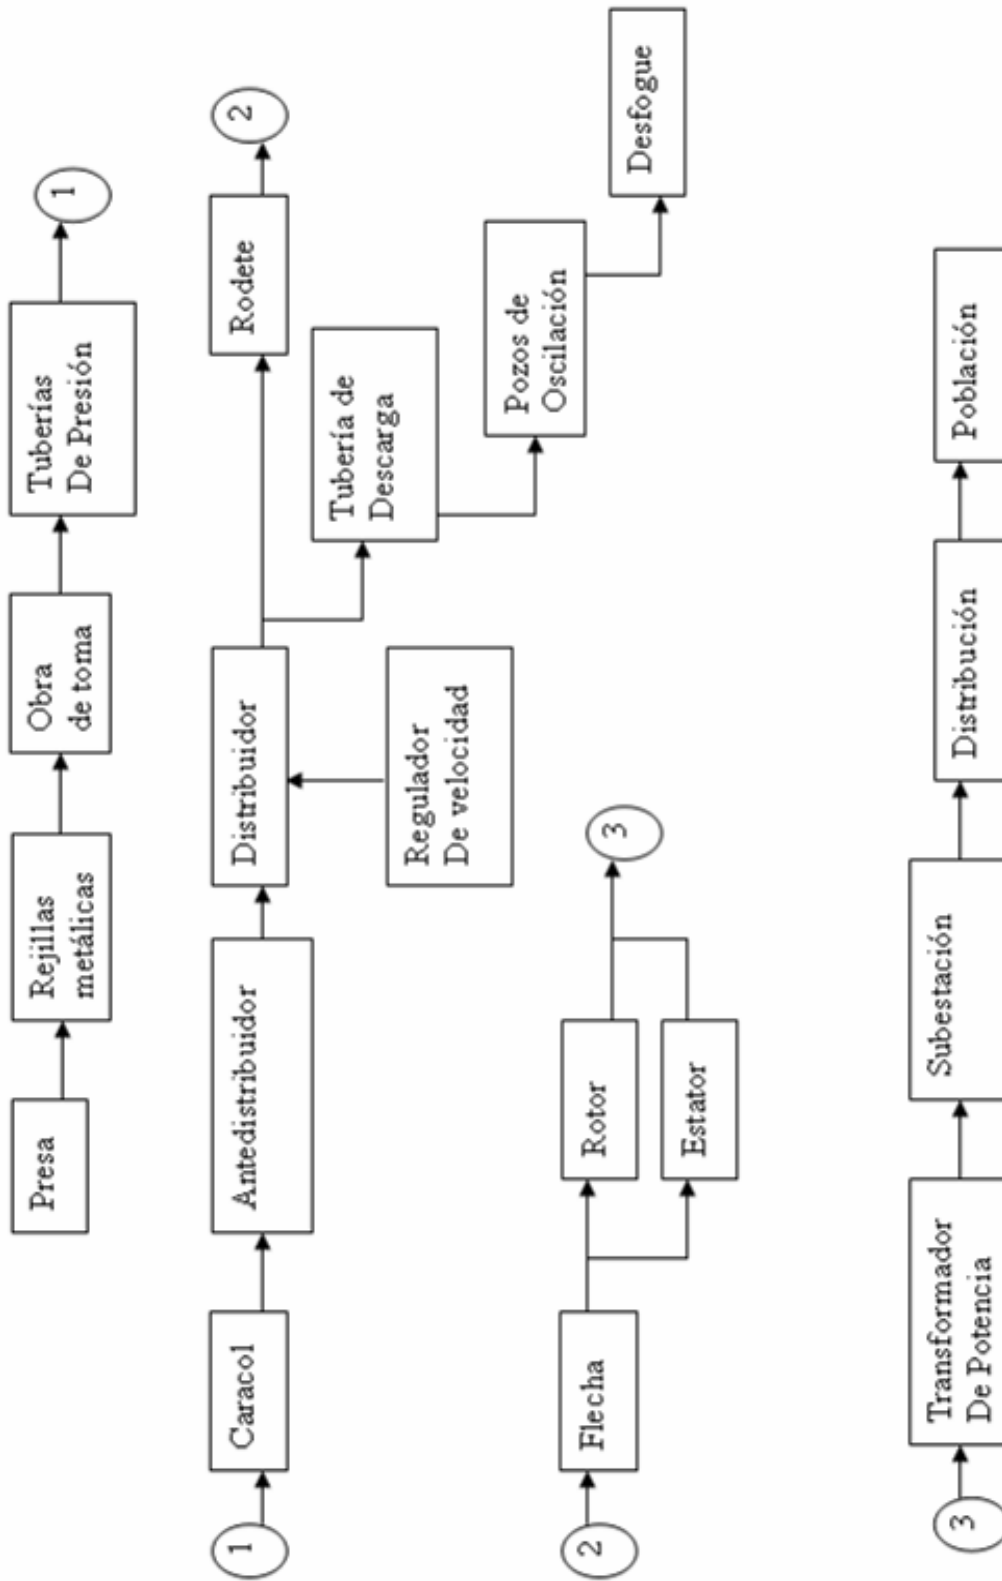 Presa
Rejillas
metálicas
Obra
de toma
Tuberías
De Presión
1
1
Caracol
Antedistribuidor
Distribuidor
Rodete
2
Regulador
De velocidad
Tubería de
Descarga
Pozos de
Oscilación
Desfogue
2
Flecha
Rotor
Estator
3
3
Transformador
De Potencia
Subestación
Distribución
Población